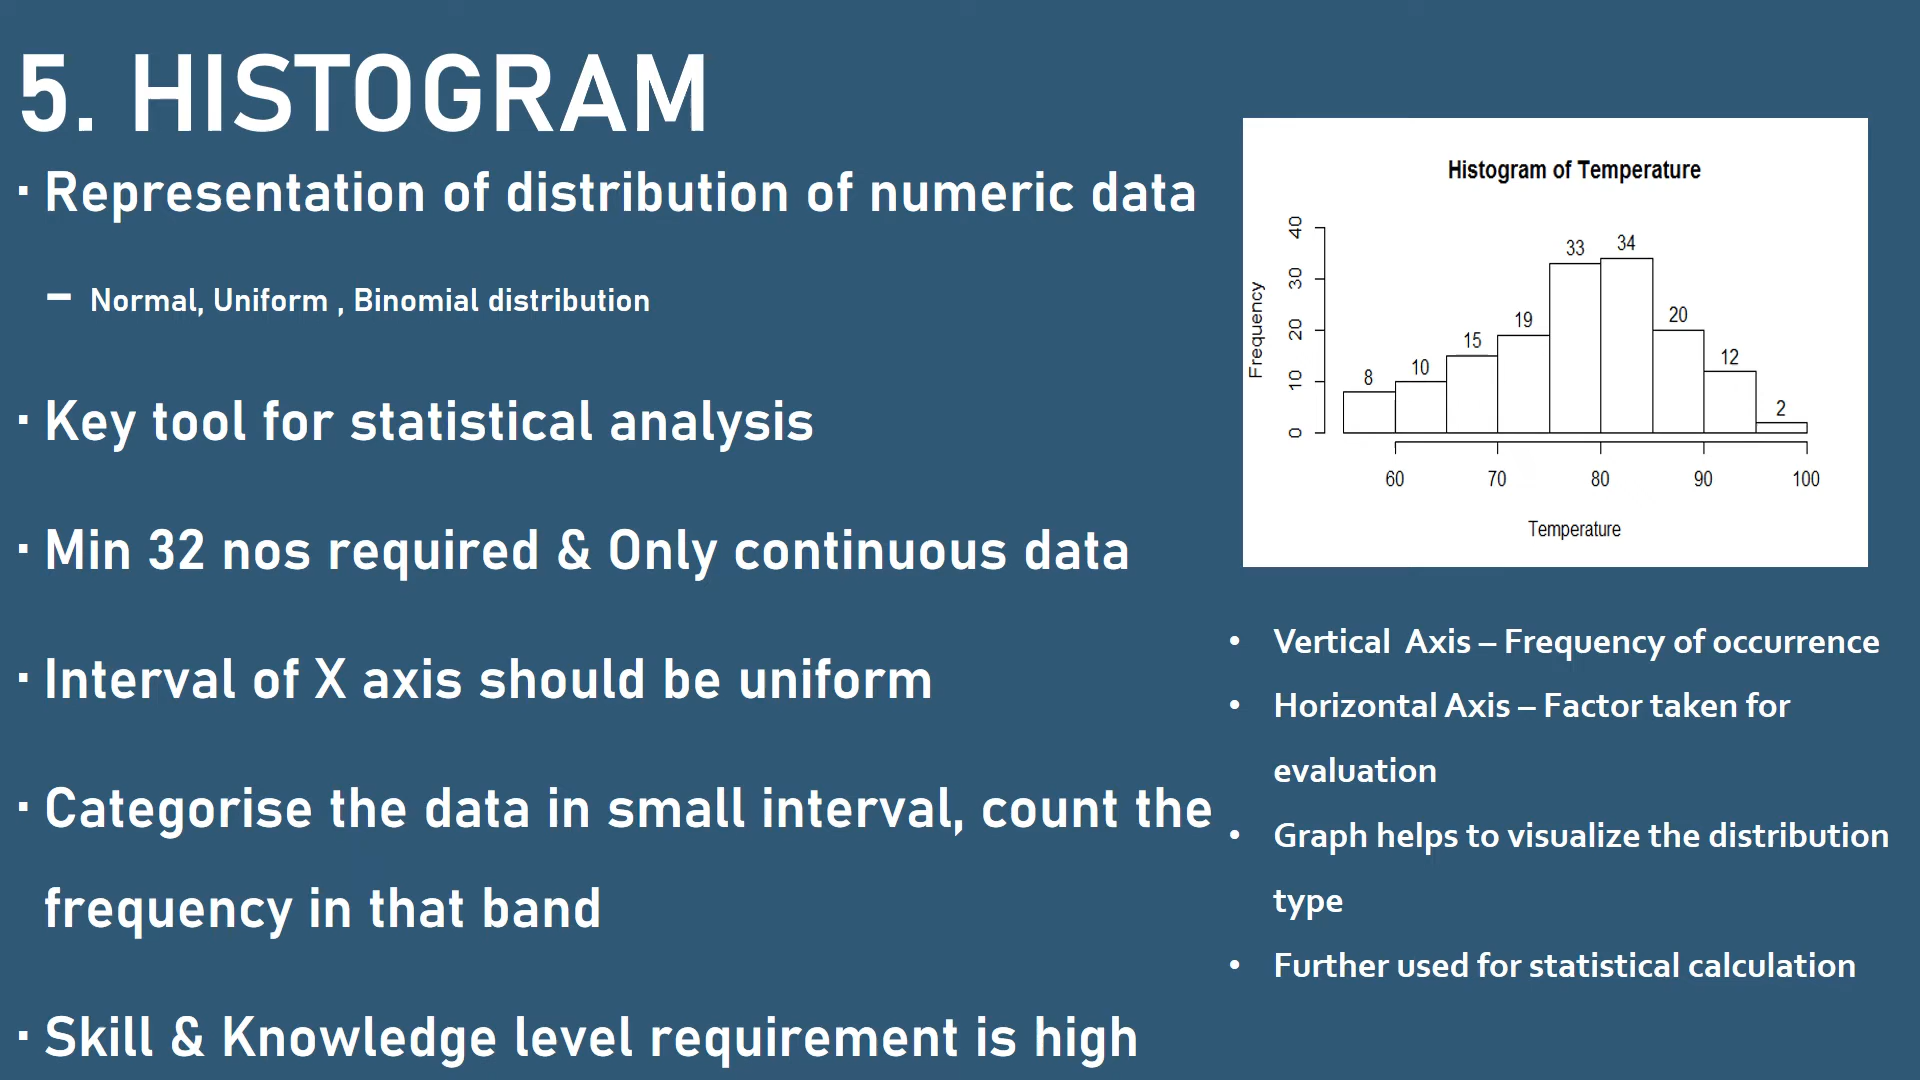 5. HISTOGRAM
· Representation of distribution of numeric data
– Normal, Uniform , Binomial distribution
· Key tool for statistical analysis
· Min 32 nos required & Only continuous data
· Interval of X axis should be uniform
· Categorise the data in small interval, count the
frequency in that band
· Skill & Knowledge level requirement is high
Histogram of Temperature
Frequency
0 10 20 30 40
8 10 15 19 33 34 20 12 2
60 70 80 90 100
Temperature
• Vertical Axis – Frequency of occurrence
• Horizontal Axis – Factor taken for
evaluation
• Graph helps to visualize the distribution
type
• Further used for statistical calculation